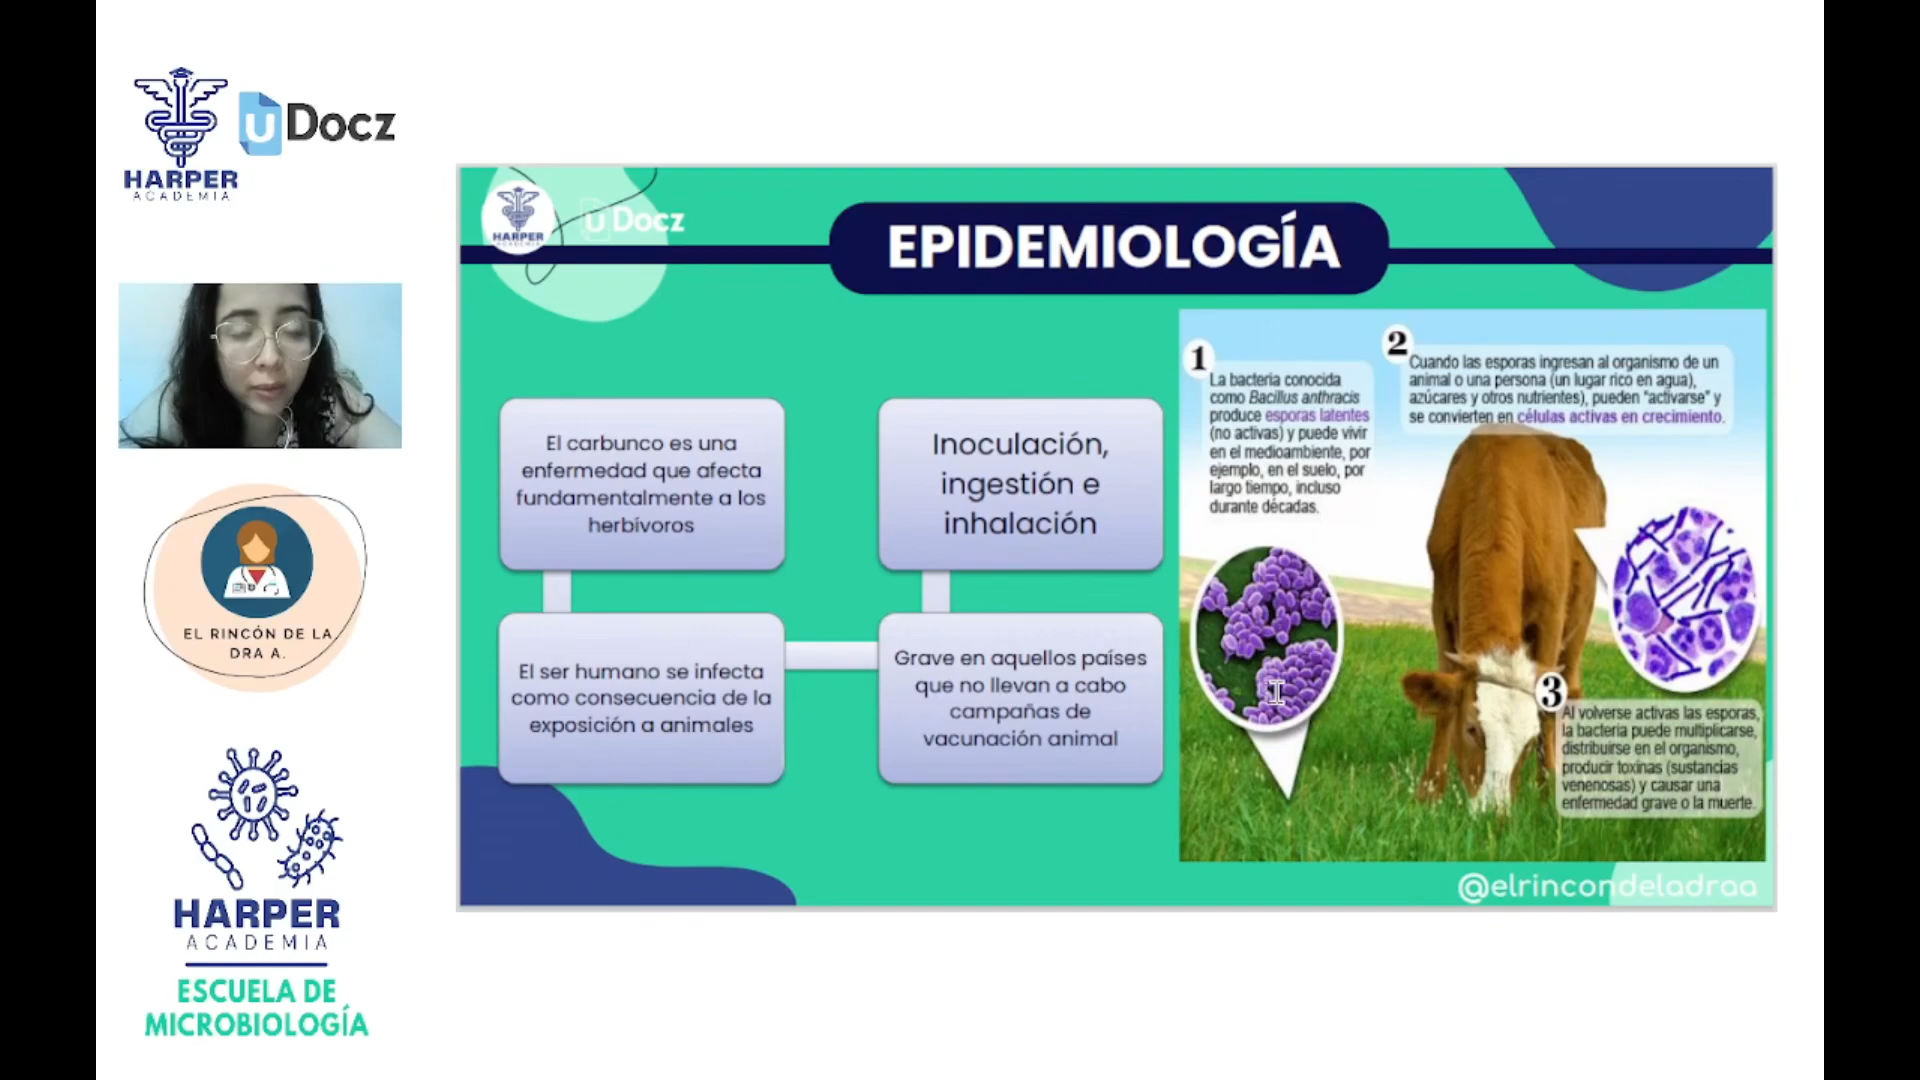 HARPER
ACADEMIA
uDocz
EL RINCÓN DE LA
DRA A.
HARPER
ACADEMIA
ESCUELA DE
MICROBIOLOGÍA
HARPER
ACADEMIA
uDocz
EPIDEMIOLOGÍA
El carbunco es una
enfermedad que afecta
fundamentalmente a los
herbívoros
El ser humano se infecta
como consecuencia de la
exposición a animales
Grave en aquellos países
que no llevan a cabo
campañas de
vacunación animal
Inoculación,
ingestión e
inhalación
1
La bacteria conocida
como Bacillus anthracis
produce esporas latentes
(no activas) y puede vivir
en el medioambiente, por
ejemplo, en el suelo, por
largo tiempo, incluso
durante décadas.
2
Cuando las esporas ingresan al organismo de un
animal o una persona (un lugar rico en agua),
azúcares y otros nutrientes), pueden "activarse" y
se convierten en células activas en crecimiento.
3
Al volverse activas las esporas,
la bacteria puede multiplicarse,
distribuirse en el organismo,
producir toxinas (sustancias
venenosas) y causar una
enfermedad grave o la muerte.
@elrincondeladraa